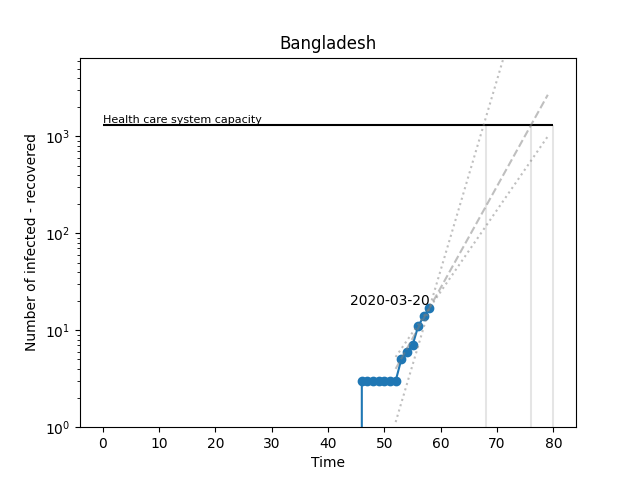 Bangladesh
Number of infected - recovered
10³
10²
10¹
10⁰
Health care system capacity
2020-03-20
0 10 20 30 40 50 60 70 80
Time